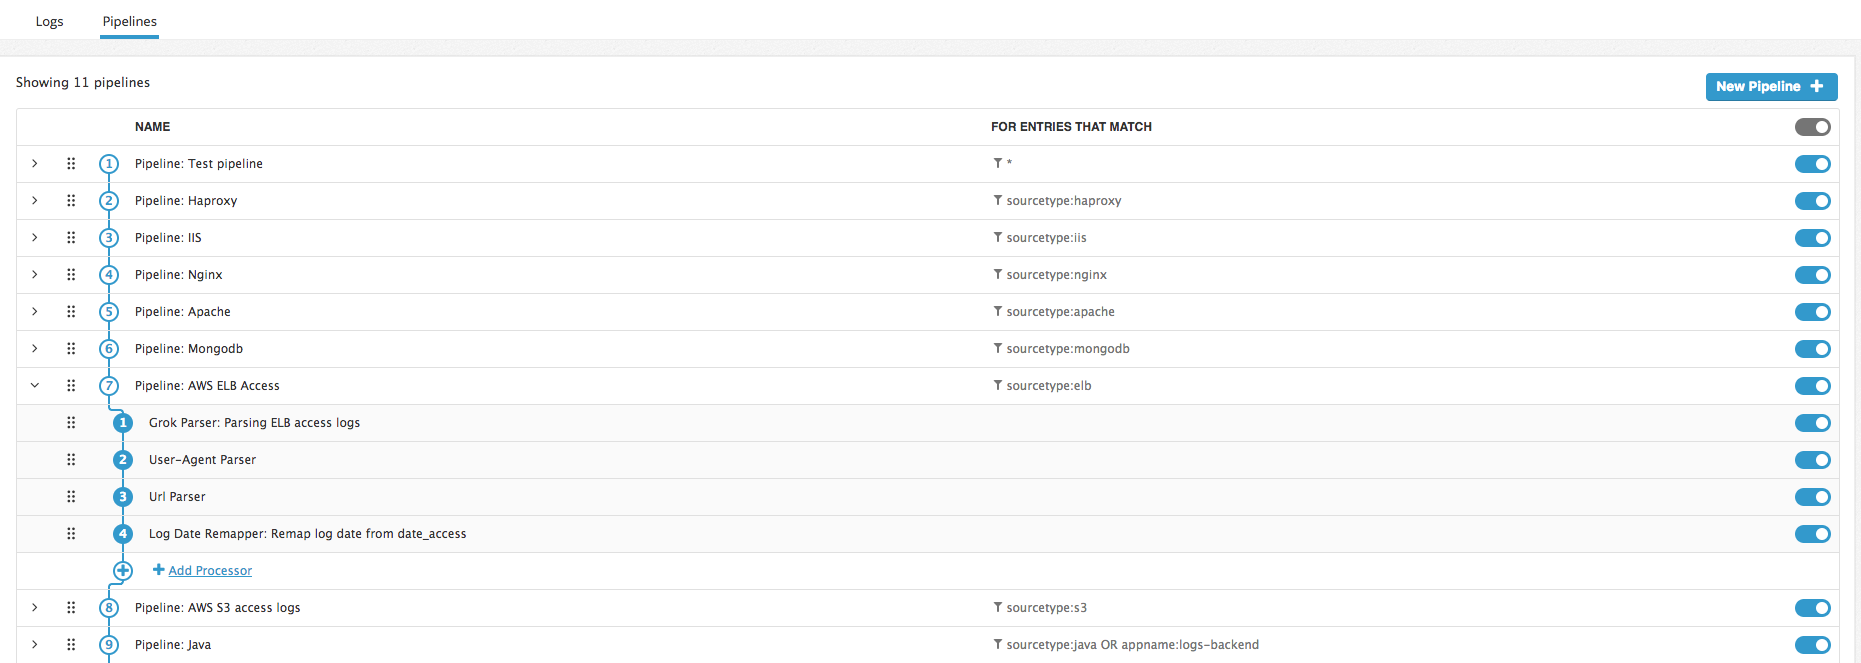 Logs Pipelines
Showing 11 pipelines
New Pipeline +
NAME FOR ENTRIES THAT MATCH
1 Pipeline: Test pipeline *
2 Pipeline: Haproxy sourcetype:haproxy
3 Pipeline: IIS sourcetype:iis
4 Pipeline: Nginx sourcetype:nginx
5 Pipeline: Apache sourcetype:apache
6 Pipeline: Mongodb sourcetype:mongodb
7 Pipeline: AWS ELB Access sourcetype:elb
1 Grok Parser: Parsing ELB access logs
2 User-Agent Parser
3 Url Parser
4 Log Date Remapper: Remap log date from date_access
+ Add Processor
8 Pipeline: AWS S3 access logs sourcetype:s3
9 Pipeline: Java sourcetype:java OR appname:logs-backend